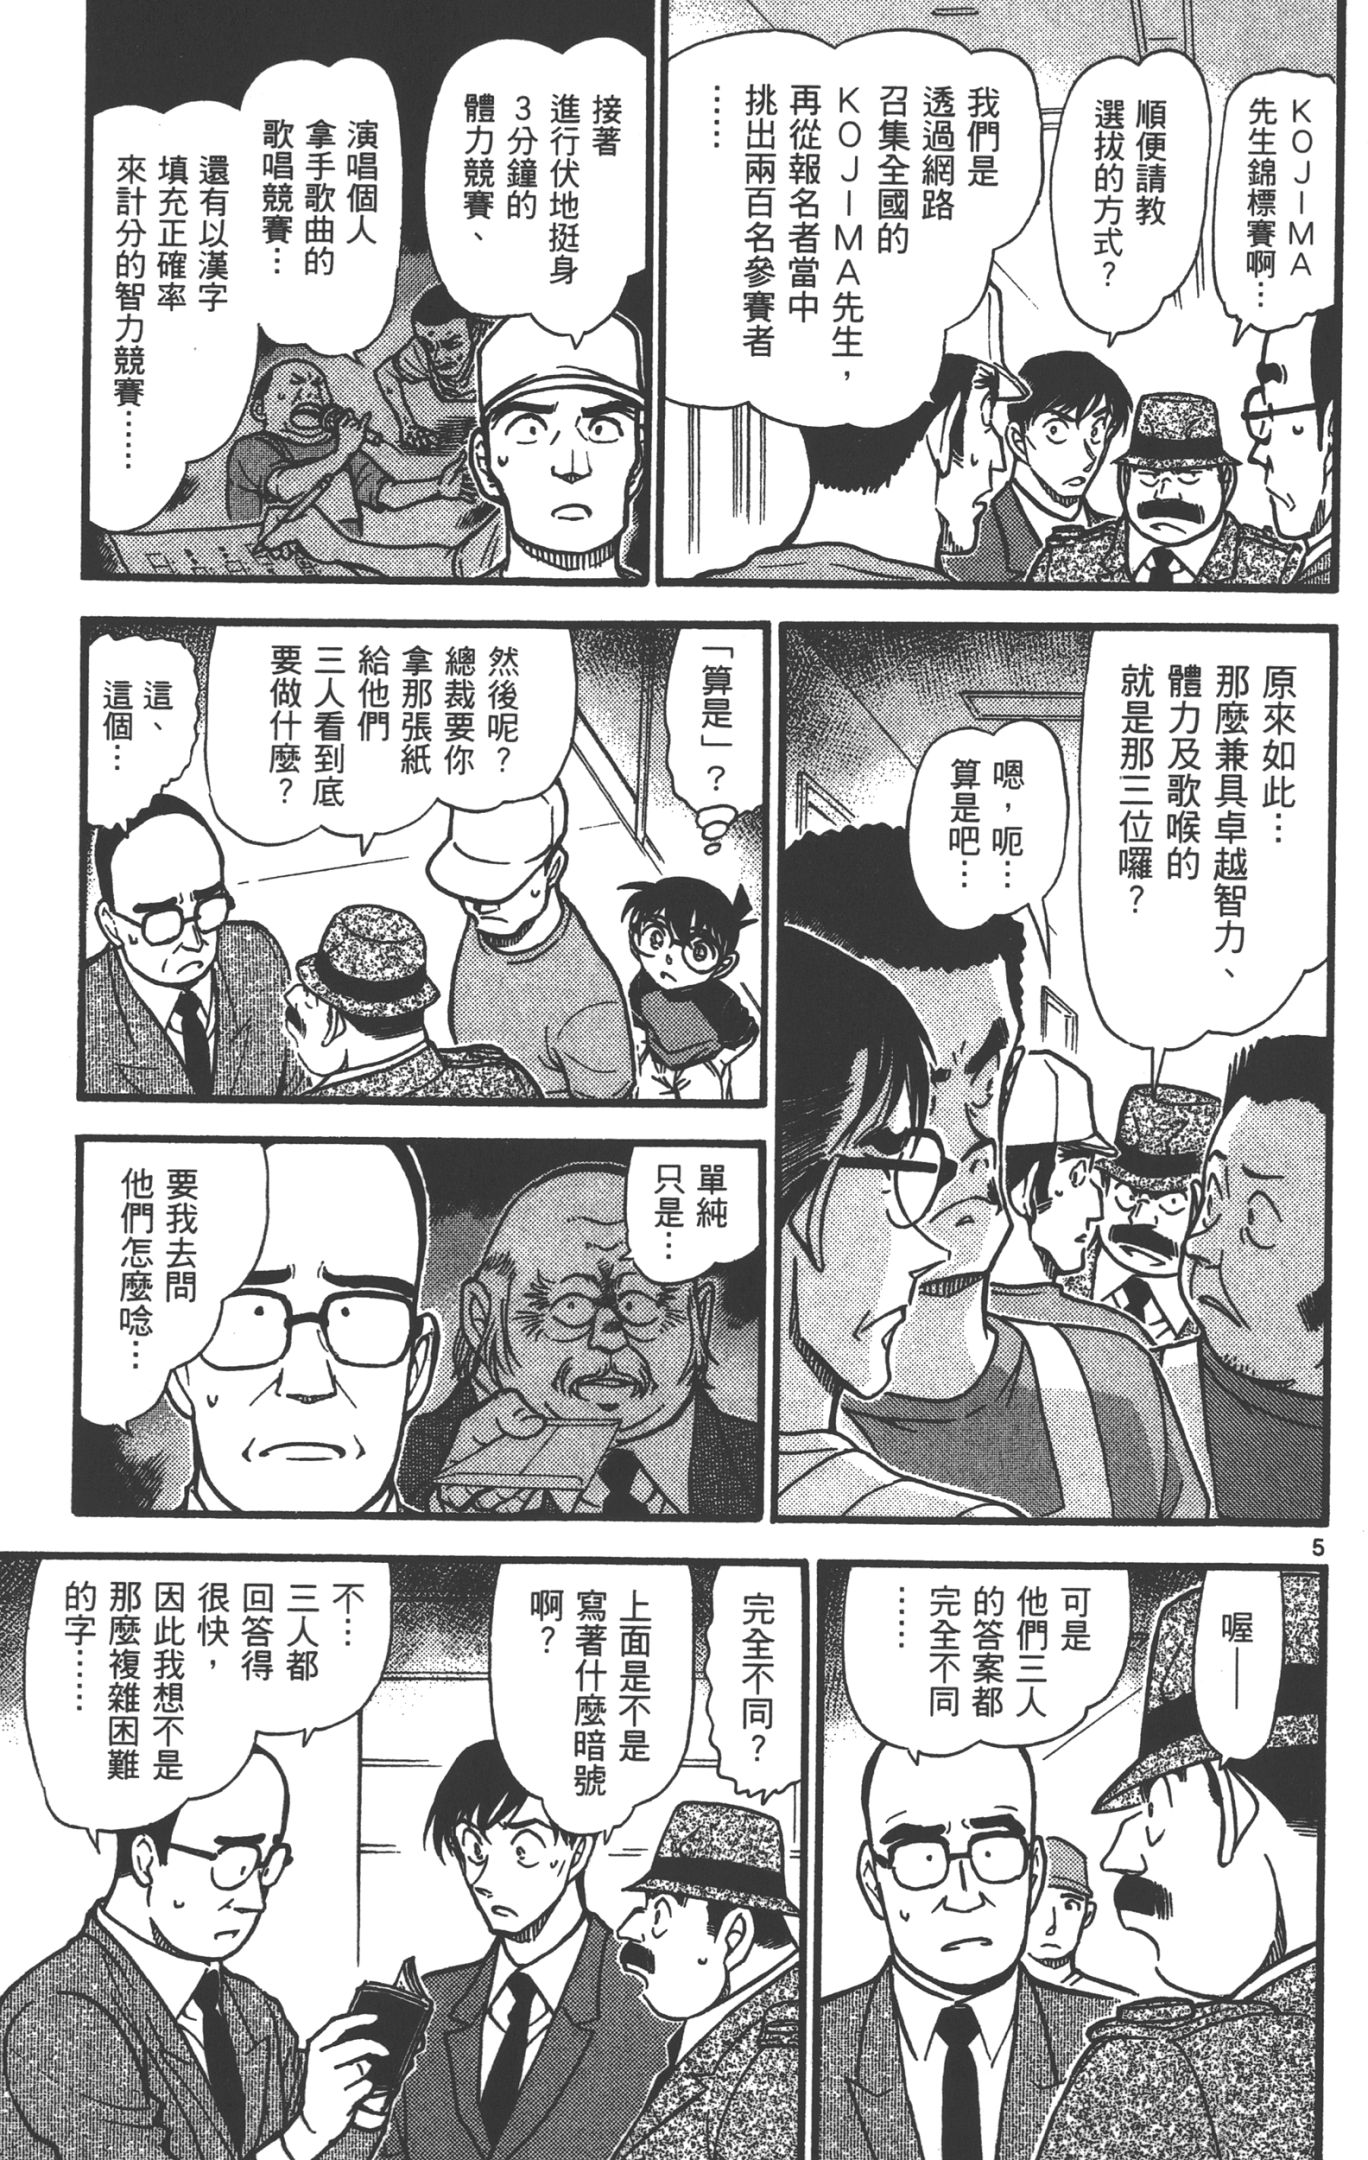 KOJIMA
先生錦標賽啊…
順便請教
選拔的方式？
我們是
透過網路
召集全國的
KOJIMA先生，
再從報名者當中
挑出兩百名參賽者
……
接著
進行伏地挺身
3分鐘的
體力競賽、
演唱個人
拿手歌曲的
歌唱競賽…
還有以漢字
填充正確率
來計分的智力競賽……
原來如此…
那麼兼具卓越智力、
體力及歌喉的
就是那三位囉？
嗯，呃…
算是吧…
「算是」？
然後呢？
總裁要你
拿那張紙
給他們
三人看到底
要做什麼？
這、
這個…
單純
只是…
要我去問
他們怎麼唸…
5
喔—
可是
他們三人
的答案都
完全不同
……
完全不同？
上面是不是
寫著什麼暗號
啊？
不…
三人都
回答得
很快，
因此我想不是
那麼複雜困難
的字……